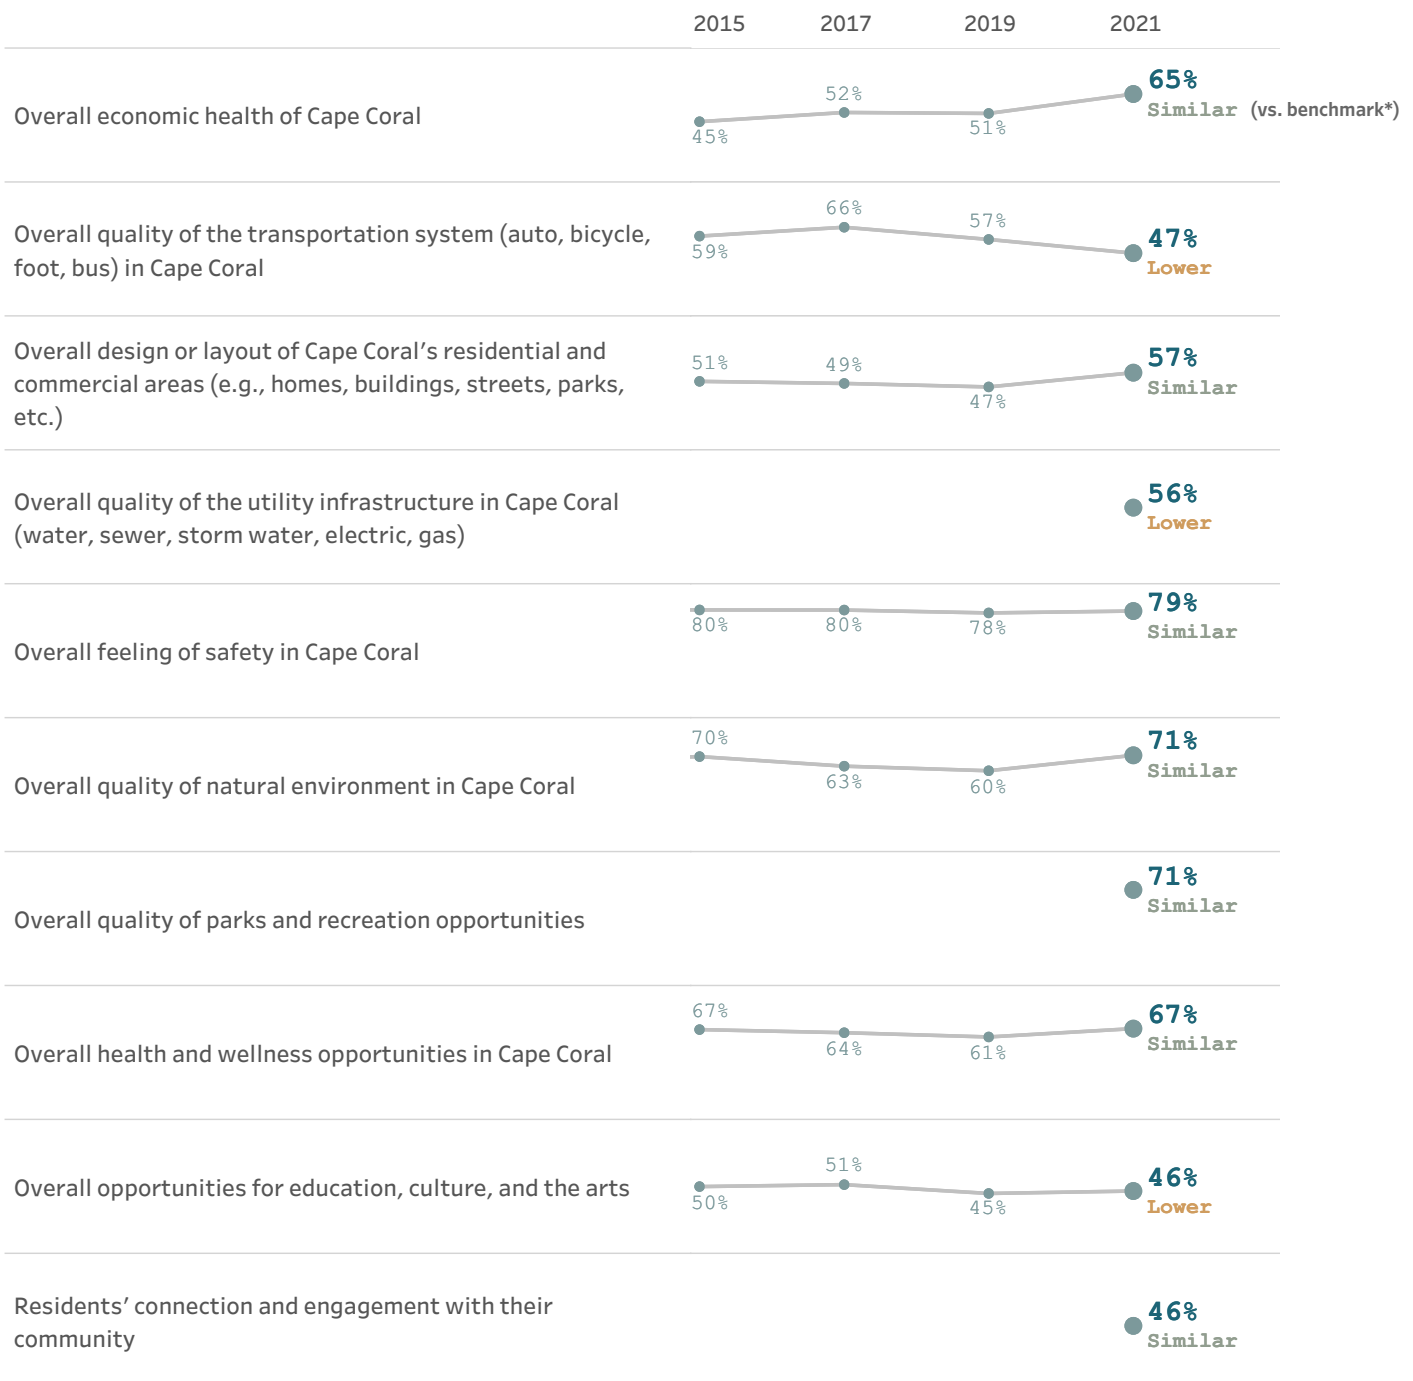 2015 2017 2019 2021
Overall economic health of Cape Coral
45%
52%
51%
65%
Similar (vs. benchmark*)
Overall quality of the transportation system (auto, bicycle,
foot, bus) in Cape Coral
59%
66%
57%
47%
Lower
Overall design or layout of Cape Coral’s residential and
commercial areas (e.g., homes, buildings, streets, parks,
etc.)
51%
49%
47%
57%
Similar
Overall quality of the utility infrastructure in Cape Coral
(water, sewer, storm water, electric, gas)
56%
Lower
Overall feeling of safety in Cape Coral
80%
80%
78%
79%
Similar
Overall quality of natural environment in Cape Coral
70%
63%
60%
71%
Similar
Overall quality of parks and recreation opportunities
71%
Similar
Overall health and wellness opportunities in Cape Coral
67%
64%
61%
67%
Similar
Overall opportunities for education, culture, and the arts
50%
51%
45%
46%
Lower
Residents’ connection and engagement with their
community
46%
Similar